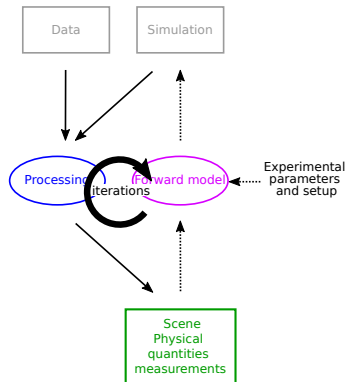 Data
Simulation
Processing
iterations
Forward model
Experimental
parameters
and setup
Scene
Physical
quantities
measurements